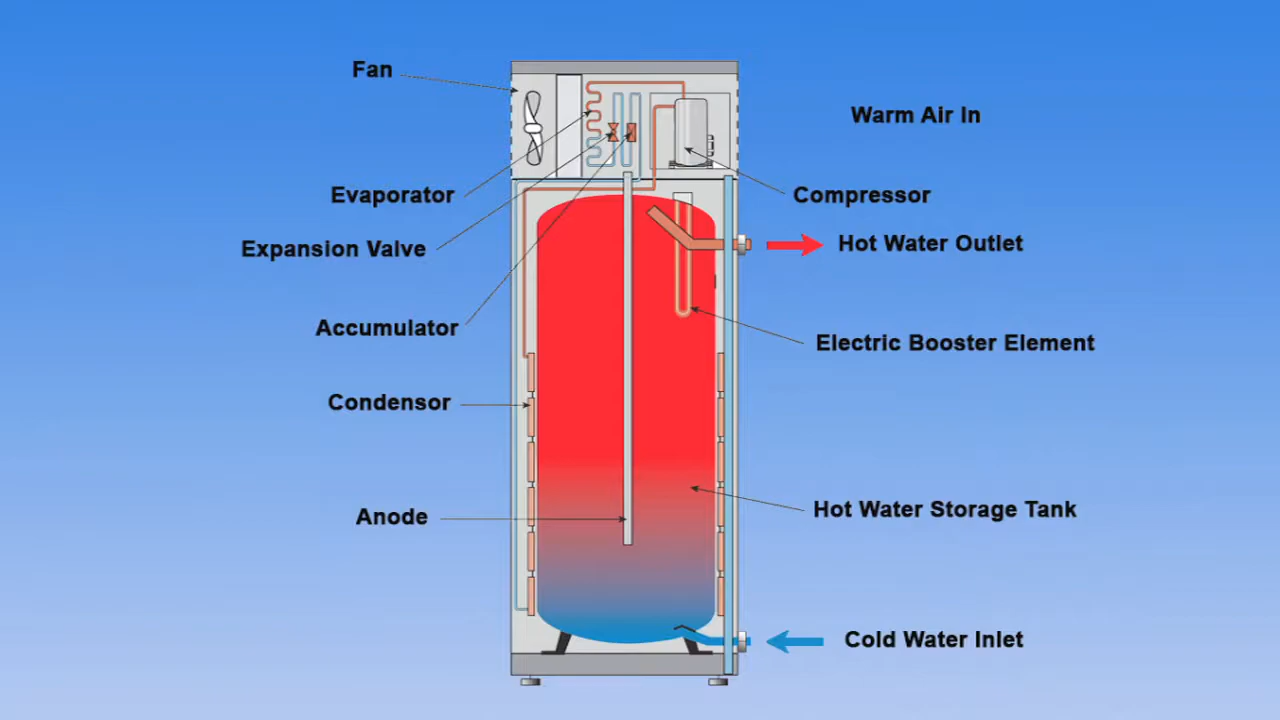 Fan
Warm Air In
Evaporator
Compressor
Hot Water Outlet
Expansion Valve
Accumulator
Electric Booster Element
Condensor
Hot Water Storage Tank
Anode
Cold Water Inlet